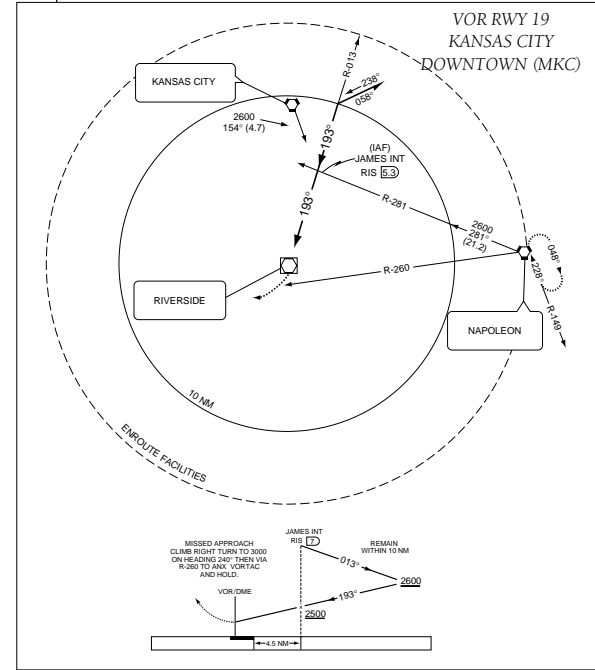 VOR RWY 19
KANSAS CITY
DOWNTOWN (MKC)
R-013
KANSAS CITY
238°
058°
2600
154° (4.7)
193°
(IAF)
JAMES INT
RIS 5.3
193°
R-281
2600
281°
(21.2)
048°
228°
R-260
R-149
RIVERSIDE
NAPOLEON
10 NM
ENROUTE FACILITIES
MISSED APPROACH
CLIMB RIGHT TURN TO 3000
ON HEADING 240° THEN VIA
R-260 TO ANX VORTAC
AND HOLD.
JAMES INT
RIS 7
REMAIN
WITHIN 10 NM
013°
2600
193°
VOR/DME
2500
4.5 NM